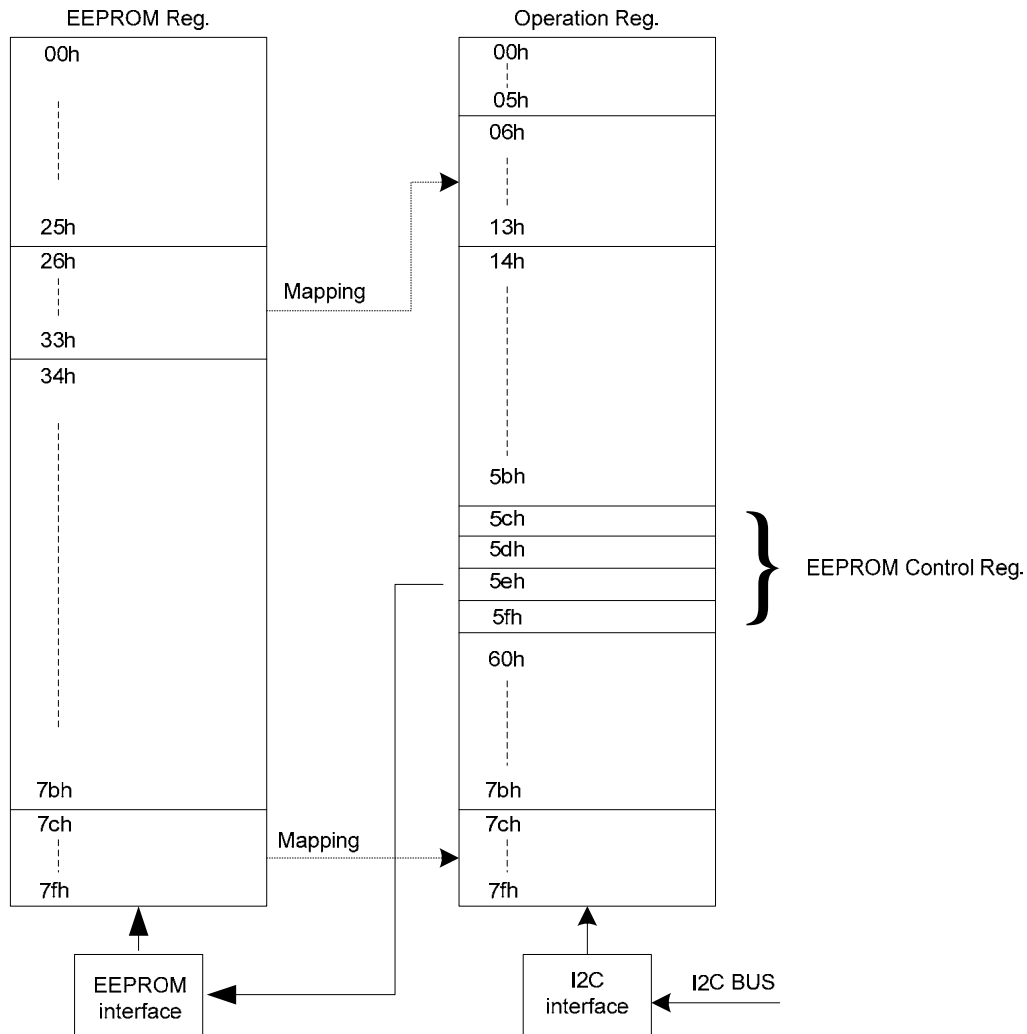 EEPROM Reg.
00h
25h
26h
33h
34h
7bh
7ch
7fh
Mapping
Mapping
EEPROM
interface
Operation Reg.
00h
05h
06h
13h
14h
5bh
5ch
5dh
5eh
5fh
60h
7bh
7ch
7fh
EEPROM Control Reg.
I2C
interface
I2C BUS